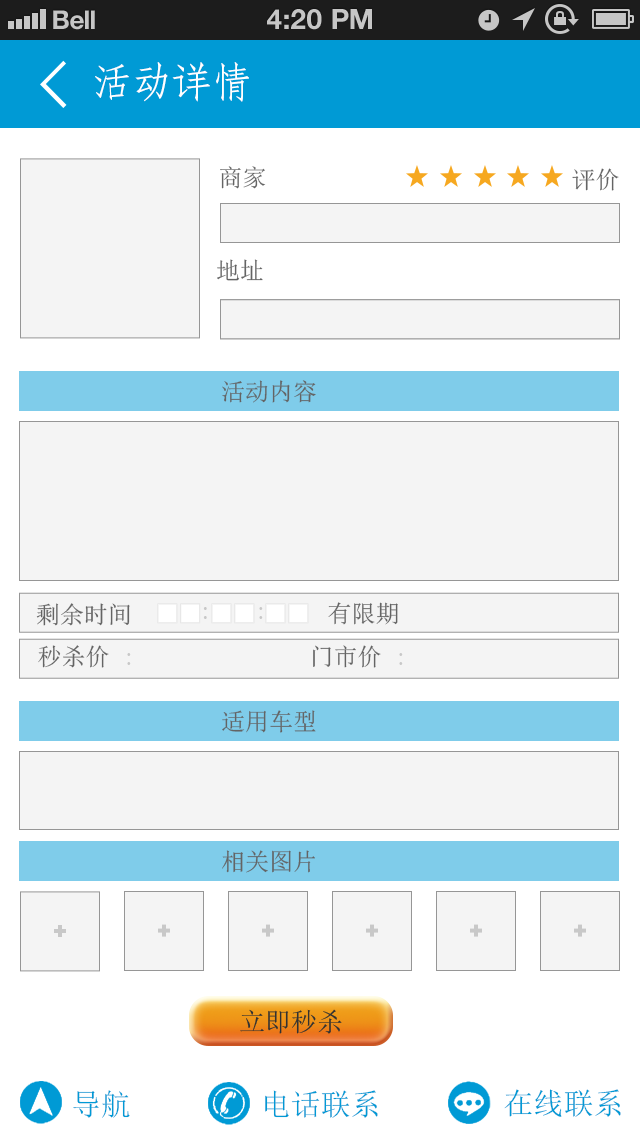 Bell 4:20 PM
活动详情
商家 评价
地址
活动内容
剩余时间 : : 有限期
秒杀价 : 门市价 :
适用车型
相关图片
立即秒杀
导航 电话联系 在线联系